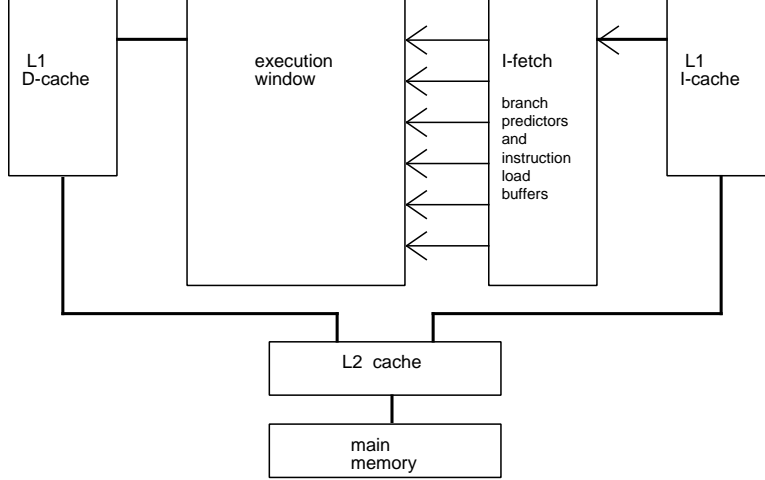 L1
D-cache
execution
window
I-fetch
branch
predictors
and
instruction
load
buffers
L1
I-cache
L2 cache
main
memory